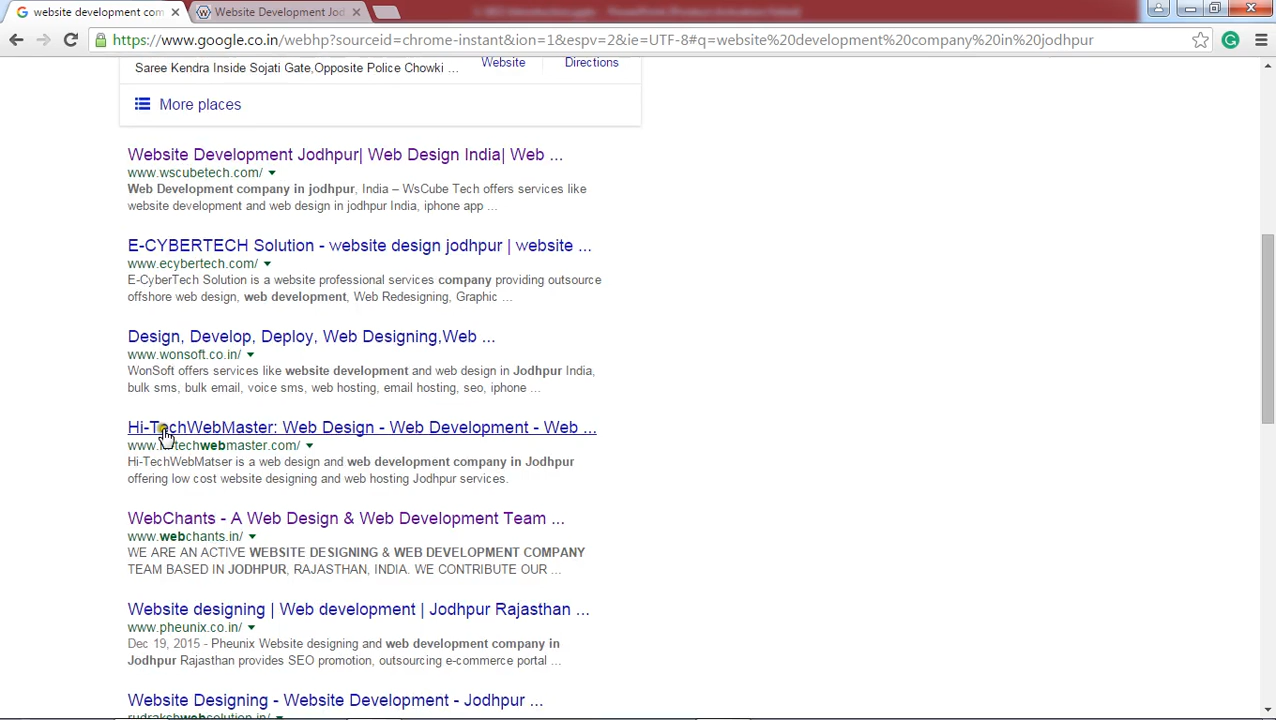 website development com
Website Development Jod
https://www.google.co.in/webhp?sourceid=chrome-instant&ion=1&espv=2&ie=UTF-8#q=website%20development%20company%20in%20jodhpur
Saree Kendra Inside Sojati Gate,Opposite Police Chowki ...
Website
Directions
More places
Website Development Jodhpur| Web Design India| Web ...
www.wscubetech.com/
Web Development company in jodhpur, India – WsCube Tech offers services like
website development and web design in jodhpur India, iphone app ...
E-CYBERTECH Solution - website design jodhpur | website ...
www.ecybertech.com/
E-CyberTech Solution is a website professional services company providing outsource
offshore web design, web development, Web Redesigning, Graphic ...
Design, Develop, Deploy, Web Designing,Web ...
www.wonsoft.co.in/
WonSoft offers services like website development and web design in Jodhpur India,
bulk sms, bulk email, voice sms, web hosting, email hosting, seo, iphone ...
Hi-TechWebMaster: Web Design - Web Development - Web ...
www.hitechwebmaster.com/
Hi-TechWebMatser is a web design and web development company in Jodhpur
offering low cost website designing and web hosting Jodhpur services.
WebChants - A Web Design & Web Development Team ...
www.webchants.in/
WE ARE AN ACTIVE WEBSITE DESIGNING & WEB DEVELOPMENT COMPANY
TEAM BASED IN JODHPUR, RAJASTHAN, INDIA. WE CONTRIBUTE OUR ...
Website designing | Web development | Jodhpur Rajasthan ...
www.pheunix.co.in/
Dec 19, 2015 - Pheunix Website designing and web development company in
Jodhpur Rajasthan provides SEO promotion, outsourcing e-commerce portal ...
Website Designing - Website Development - Jodhpur ...
rudrakshwebsolution.in/